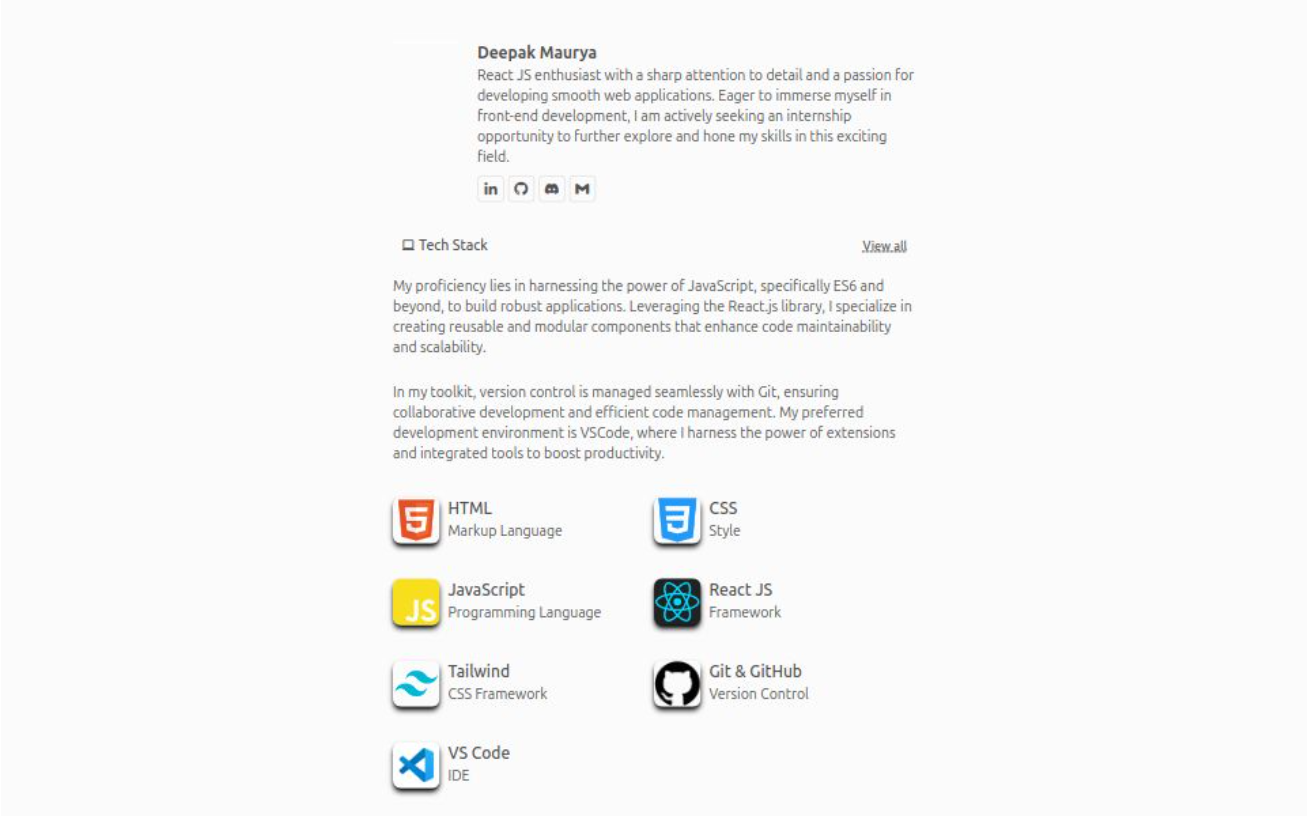 Deepak Maurya
React JS enthusiast with a sharp attention to detail and a passion for
developing smooth web applications. Eager to immerse myself in
front-end development, I am actively seeking an internship
opportunity to further explore and hone my skills in this exciting
field.
in
Tech Stack
View all
My proficiency lies in harnessing the power of JavaScript, specifically ES6 and
beyond, to build robust applications. Leveraging the React.js library, I specialize in
creating reusable and modular components that enhance code maintainability
and scalability.
In my toolkit, version control is managed seamlessly with Git, ensuring
collaborative development and efficient code management. My preferred
development environment is VSCode, where I harness the power of extensions
and integrated tools to boost productivity.
HTML
Markup Language
CSS
Style
JS
JavaScript
Programming Language
React JS
Framework
Tailwind
CSS Framework
Git & GitHub
Version Control
VS Code
IDE